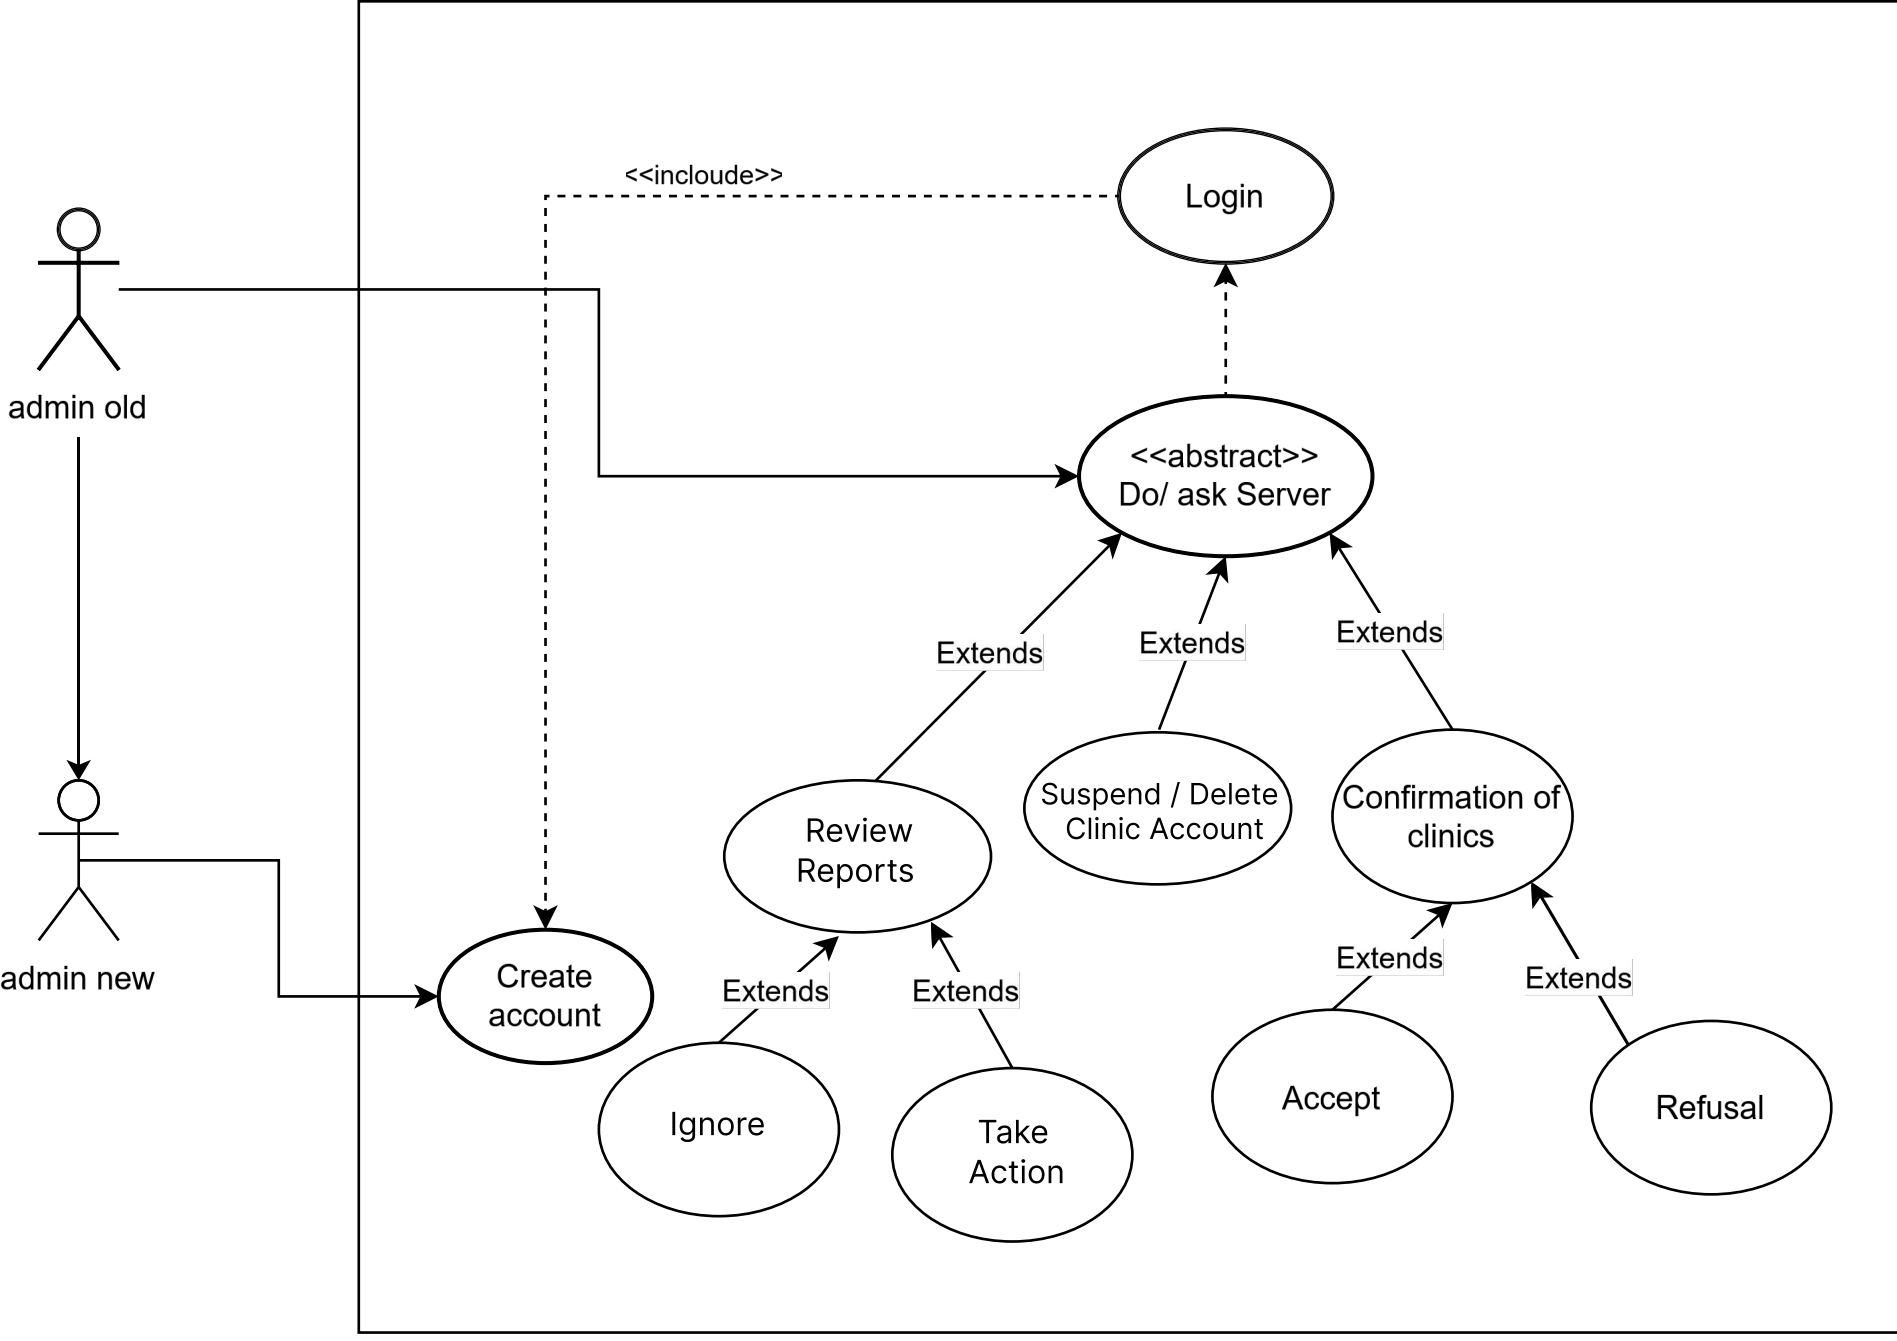 <<incloude>>
Login
admin old
<<abstract>>
Do/ ask Server
Extends
Extends
Extends
Suspend / Delete
Clinic Account
Confirmation of
clinics
Review
Reports
admin new
Create
account
Extends
Extends
Extends
Extends
Ignore
Take
Action
Accept
Refusal